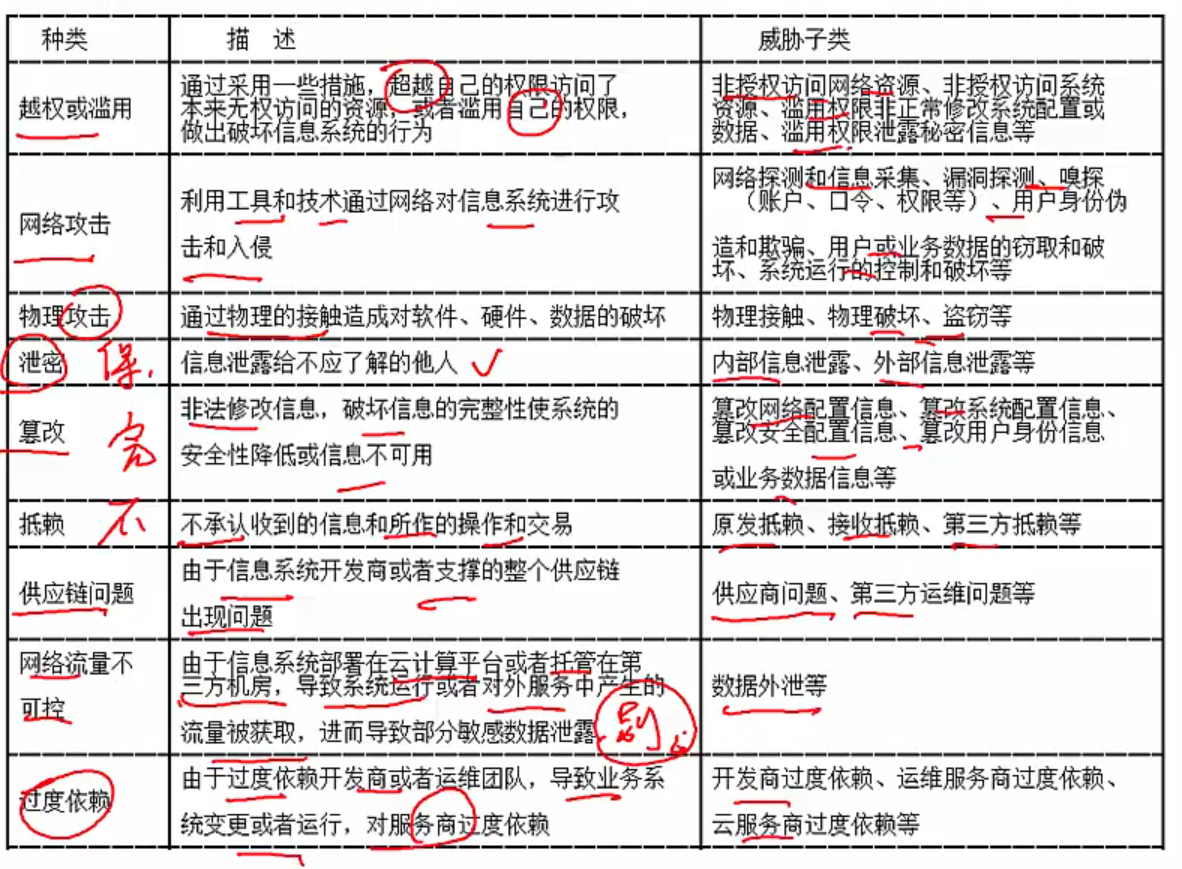 种类 描 述 威胁子类
越权或滥用
通过采用一些措施，超越自己的权限访问了
本来无权访问的资源，或者滥用自己的权限，
做出破坏信息系统的行为
非授权访问网络资源、非授权访问系统
资源、滥用权限非正常修改系统配置或
数据、滥用权限泄露秘密信息等
网络攻击
利用工具和技术通过网络对信息系统进行攻
击和入侵
网络探测和信息采集、漏洞探测、嗅探
（账户、口令、权限等）、用户身份伪
造和欺骗、用户或业务数据的窃取和破
坏、系统运行的控制和破坏等
物理攻击
通过物理的接触造成对软件、硬件、数据的破坏
物理接触、物理破坏、盗窃等
泄密 保
信息泄露给不应了解的他人
内部信息泄露、外部信息泄露等
篡改 完
非法修改信息，破坏信息的完整性使系统的
安全性降低或信息不可用
篡改网络配置信息、篡改系统配置信息、
篡改安全配置信息、篡改用户身份信息
或业务数据信息等
抵赖 不
不承认收到的信息和所作的操作和交易
原发抵赖、接收抵赖、第三方抵赖等
供应链问题
由于信息系统开发商或者支撑的整个供应链
出现问题
供应商问题、第三方运维问题等
网络流量不
可控
由于信息系统部署在云计算平台或者托管在第
三方机房，导致系统运行或者对外服务中产生的
流量被获取，进而导致部分敏感数据泄露
数据外泄等
过度依赖
由于过度依赖开发商或者运维团队，导致业务系
统变更或者运行，对服务商过度依赖
开发商过度依赖、运维服务商过度依赖、
云服务商过度依赖等